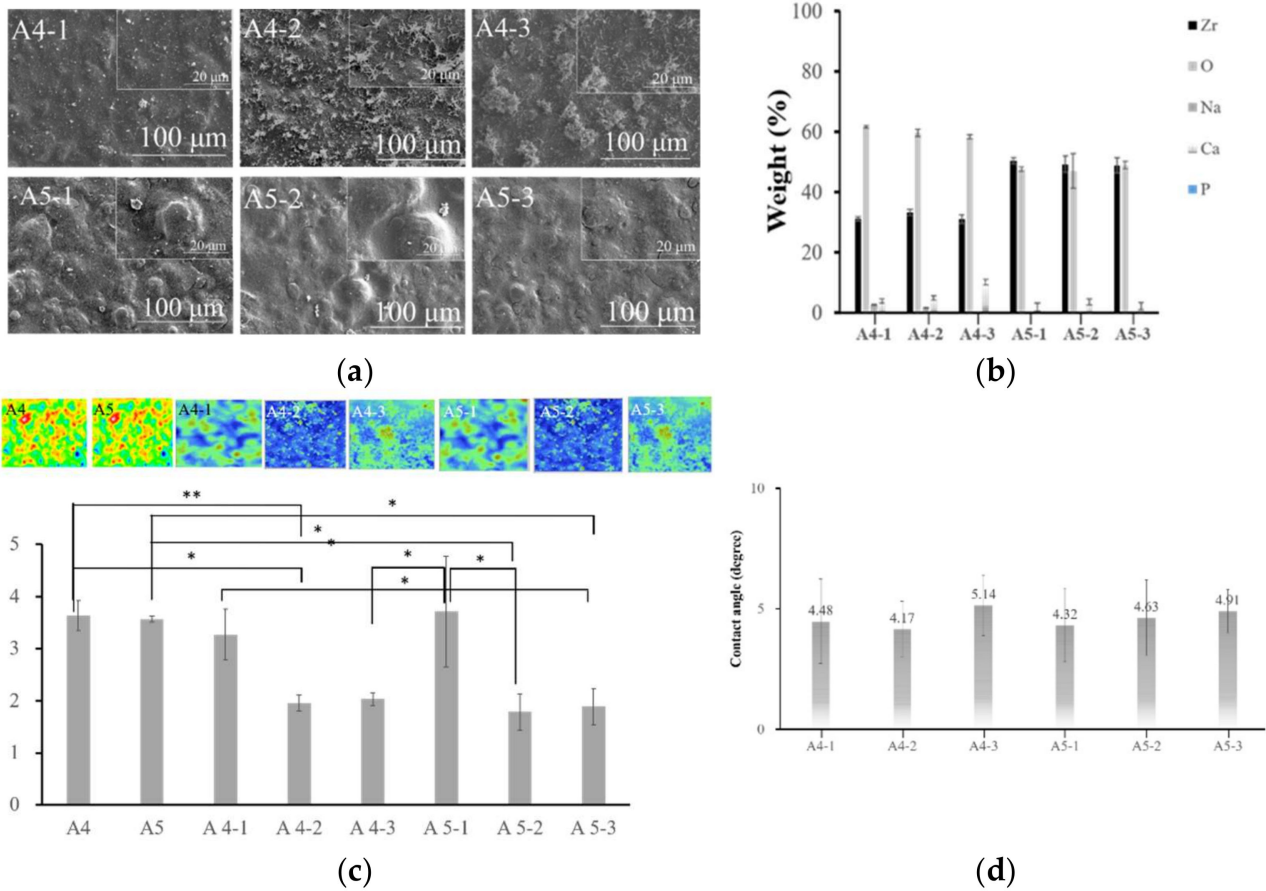 A4-1
20 μm
100 μm
A4-2
20 μm
100 μm
A4-3
20 μm
100 μm
A5-1
20 μm
100 μm
A5-2
20 μm
100 μm
A5-3
20 μm
100 μm
(a)
Weight (%)
100
80
60
40
20
0
A4-1 A4-2 A4-3 A5-1 A5-2 A5-3
Zr
O
Na
Ca
P
(b)
A4 A5 A4-1 A4-2 A4-3 A5-1 A5-2 A5-3
**
*
*
*
*
*
*
*
5
4
3
2
1
0
A4 A5 A 4-1 A 4-2 A 4-3 A 5-1 A 5-2 A 5-3
(c)
Contact angle (degree)
10
5
0
4.48 4.17 5.14 4.32 4.63 4.91
A4-1 A4-2 A4-3 A5-1 A5-2 A5-3
(d)